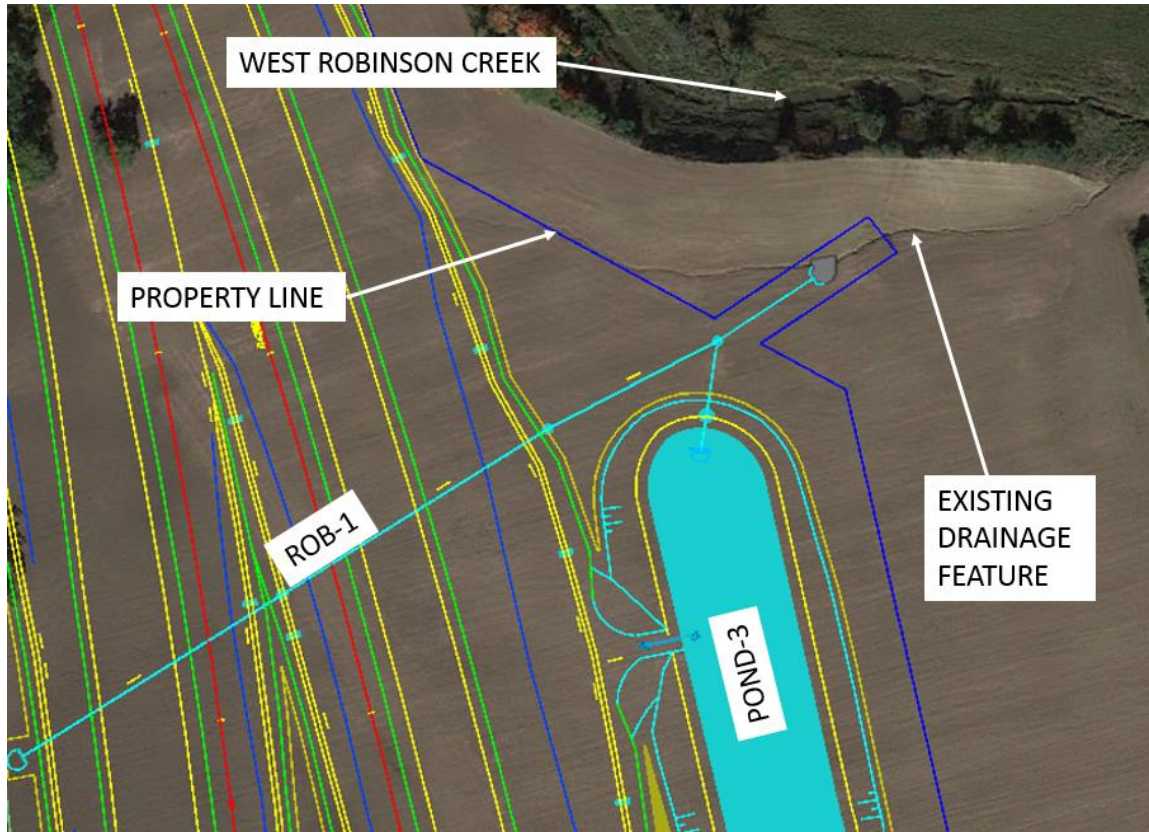 WEST ROBINSON CREEK
PROPERTY LINE
ROB-1
EXISTING
DRAINAGE
FEATURE
POND-3